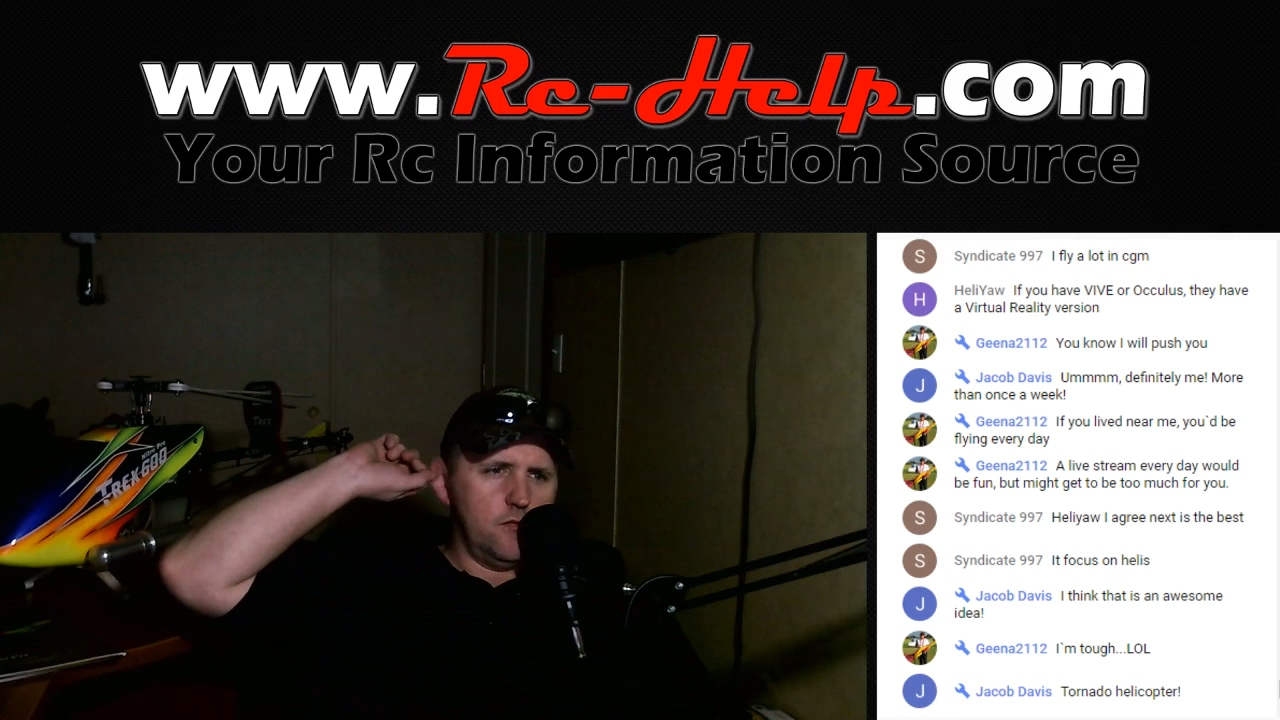 www.Rc-Help.com
Your Rc Information Source
Nitro Pro
TREX600
TREX
S Syndicate 997 I fly a lot in cgm
H HeliYaw If you have VIVE or Occulus, they have
a Virtual Reality version
Geena2112 You know I will push you
J Jacob Davis Ummmm, definitely me! More
than once a week!
Geena2112 If you lived near me, you`d be
flying every day
Geena2112 A live stream every day would
be fun, but might get to be too much for you.
S Syndicate 997 Heliyaw I agree next is the best
S Syndicate 997 It focus on helis
J Jacob Davis I think that is an awesome
idea!
Geena2112 I`m tough...LOL
J Jacob Davis Tornado helicopter!